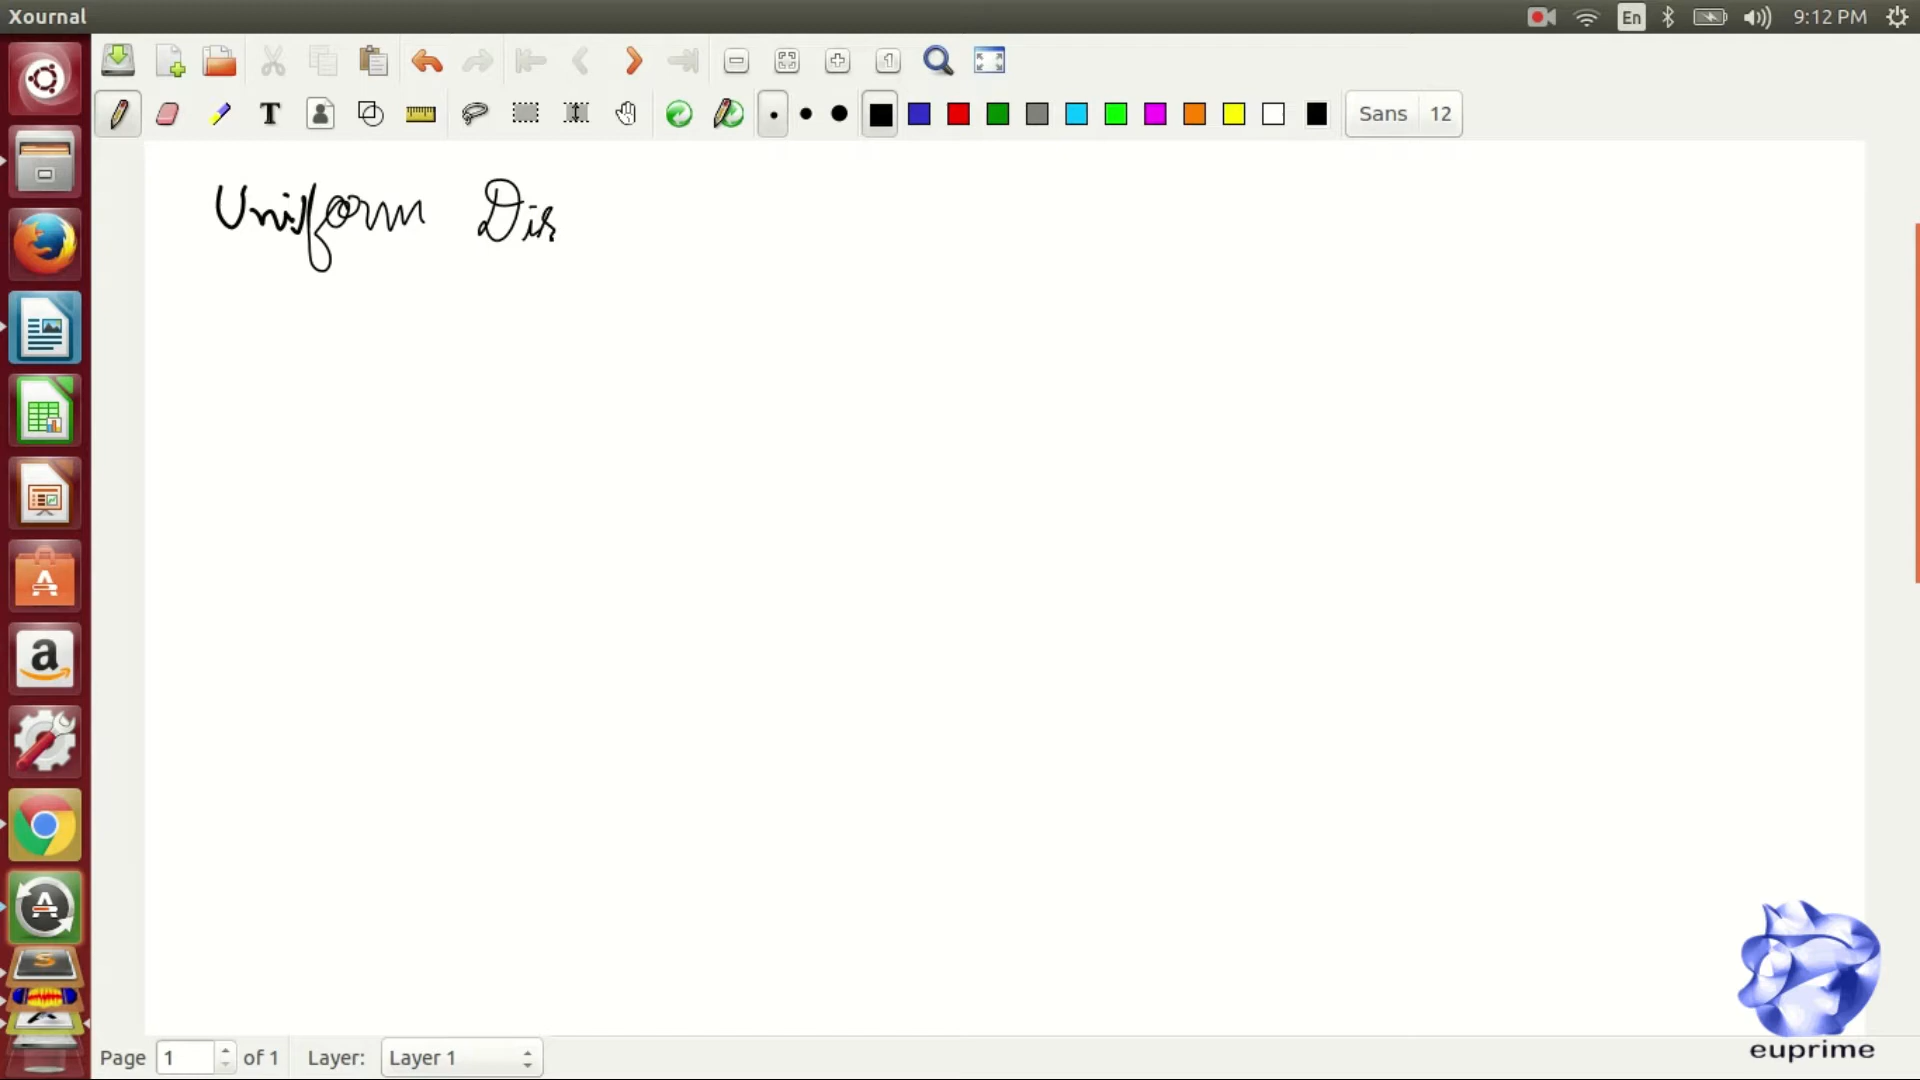 Xournal
En
9:12 PM
T
Sans 12
Uniform Dis
Page 1 of 1 Layer: Layer 1
euprime